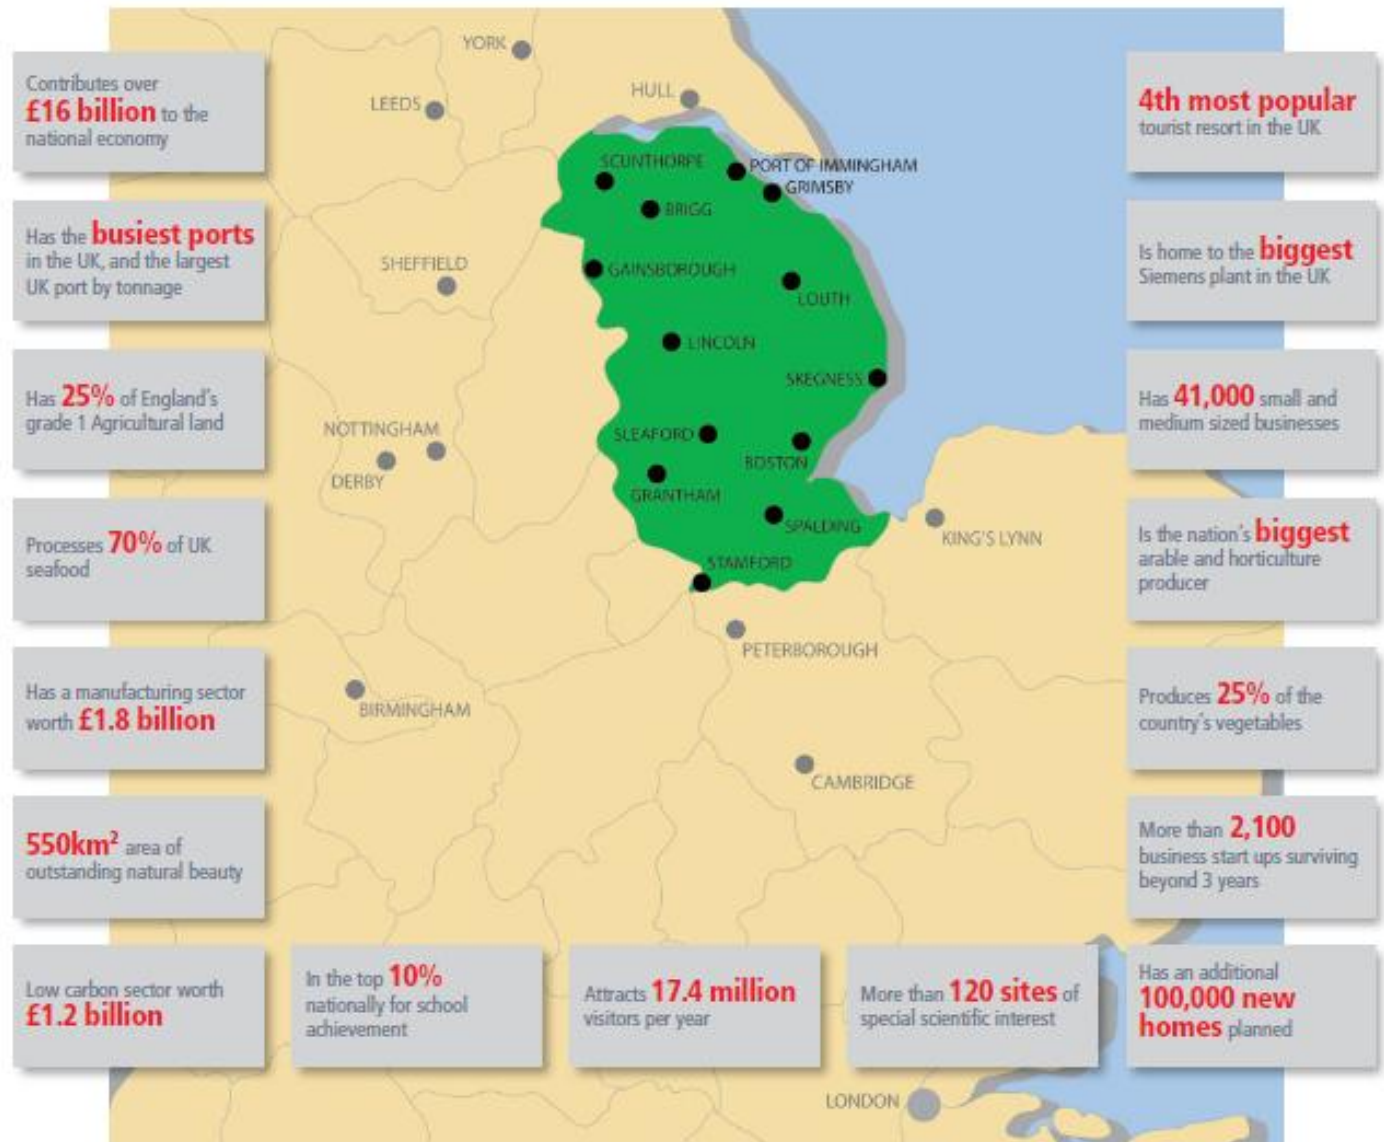 Contributes over
£16 billion to the
national economy
Has the busiest ports
in the UK, and the largest
UK port by tonnage
Has 25% of England's
grade 1 Agricultural land
Processes 70% of UK
seafood
Has a manufacturing sector
worth £1.8 billion
550km² area of
outstanding natural beauty
Low carbon sector worth
£1.2 billion
In the top 10%
nationally for school
achievement
Attracts 17.4 million
visitors per year
More than 120 sites of
special scientific interest
4th most popular
tourist resort in the UK
Is home to the biggest
Siemens plant in the UK
Has 41,000 small and
medium sized businesses
Is the nation's biggest
arable and horticulture
producer
Produces 25% of the
country's vegetables
More than 2,100
business start ups surviving
beyond 3 years
Has an additional
100,000 new
homes planned
YORK
LEEDS
HULL
SCUNTHORPE
PORT OF IMMINGHAM
GRIMSBY
BRIGG
SHEFFIELD
GAINSBOROUGH
LOUTH
LINCOLN
SKEGNESS
NOTTINGHAM
SLEAFORD
BOSTON
DERBY
GRANTHAM
SPALDING
KING'S LYNN
STAMFORD
PETERBOROUGH
BIRMINGHAM
CAMBRIDGE
LONDON